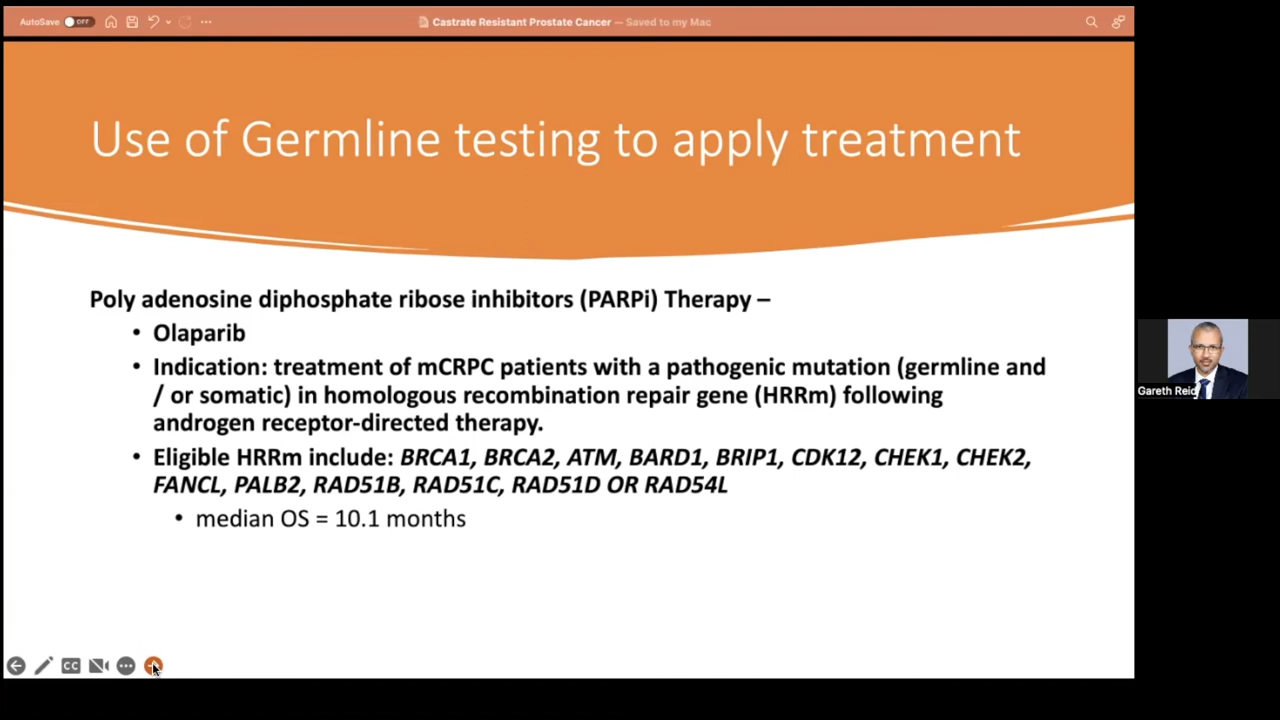 AutoSave OFF
Castrate Resistant Prostate Cancer — Saved to my Mac
Use of Germline testing to apply treatment
Poly adenosine diphosphate ribose inhibitors (PARPi) Therapy –
• Olaparib
• Indication: treatment of mCRPC patients with a pathogenic mutation (germline and
/ or somatic) in homologous recombination repair gene (HRRm) following
androgen receptor-directed therapy.
• Eligible HRRm include: BRCA1, BRCA2, ATM, BARD1, BRIP1, CDK12, CHEK1, CHEK2,
FANCL, PALB2, RAD51B, RAD51C, RAD51D OR RAD54L
• median OS = 10.1 months
Gareth Reid
CC